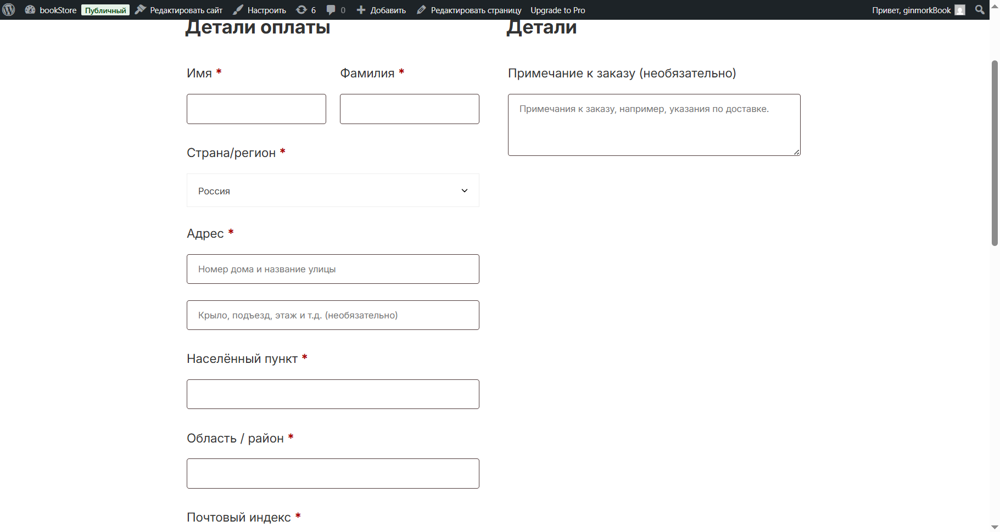 bookStore Публичный Редактировать сайт Настроить 6 0 Добавить Редактировать страницу Upgrade to Pro Привет, ginmorkBook
Детали оплаты
Имя *
Фамилия *
Страна/регион *
Россия
Адрес *
Номер дома и название улицы
Крыло, подъезд, этаж и т.д. (необязательно)
Населённый пункт *
Область / район *
Почтовый индекс *
Детали
Примечание к заказу (необязательно)
Примечания к заказу, например, указания по доставке.